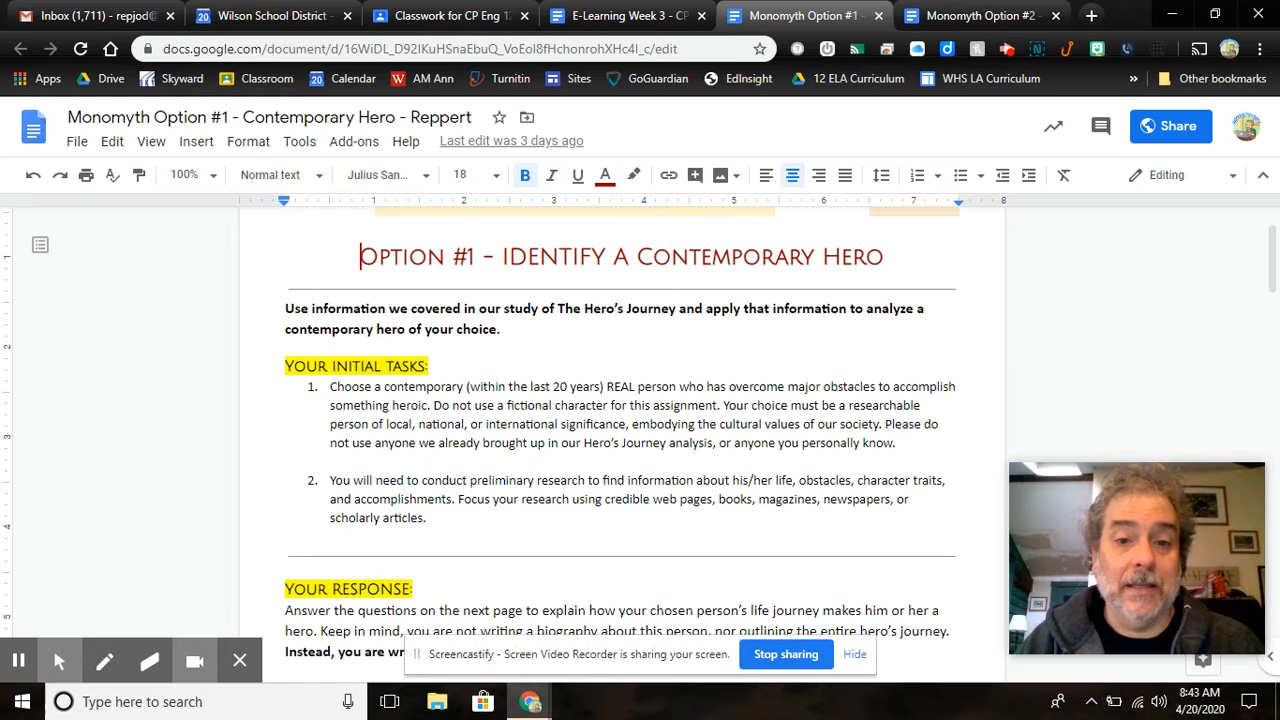 Inbox (1,711) - repjod@
Wilson School District -
Classwork for CP Eng 12
E-Learning Week 3 - CP
Monomyth Option #1 -
Monomyth Option #2 -
docs.google.com/document/d/16WiDL_D92IKuHSnaEbuQ_VoEol8fHchonrohXHc4l_c/edit
Apps Drive Skyward Classroom Calendar AM Ann Turnitin Sites GoGuardian EdInsight 12 ELA Curriculum WHS LA Curriculum » Other bookmarks
Monomyth Option #1 - Contemporary Hero - Reppert
Share
File Edit View Insert Format Tools Add-ons Help Last edit was 3 days ago
100% Normal text Julius San... 18 B I U A Editing
1 2 3 4 5 6 7 8
Option #1 - IDENTIFY A Contemporary Hero
Use information we covered in our study of The Hero's Journey and apply that information to analyze a
contemporary hero of your choice.
Your initial tasks:
1. Choose a contemporary (within the last 20 years) REAL person who has overcome major obstacles to accomplish
something heroic. Do not use a fictional character for this assignment. Your choice must be a researchable
person of local, national, or international significance, embodying the cultural values of our society. Please do
not use anyone we already brought up in our Hero's Journey analysis, or anyone you personally know.
2. You will need to conduct preliminary research to find information about his/her life, obstacles, character traits,
and accomplishments. Focus your research using credible web pages, books, magazines, newspapers, or
scholarly articles.
Your RESPONSE:
Answer the questions on the next page to explain how your chosen person's life journey makes him or her a
hero. Keep in mind, you are not writing a biography about this person, nor outlining the entire hero's journey.
Instead, you are wr
Screencastify - Screen Video Recorder is sharing your screen. Stop sharing Hide
Type here to search
8:43 AM
4/20/2020